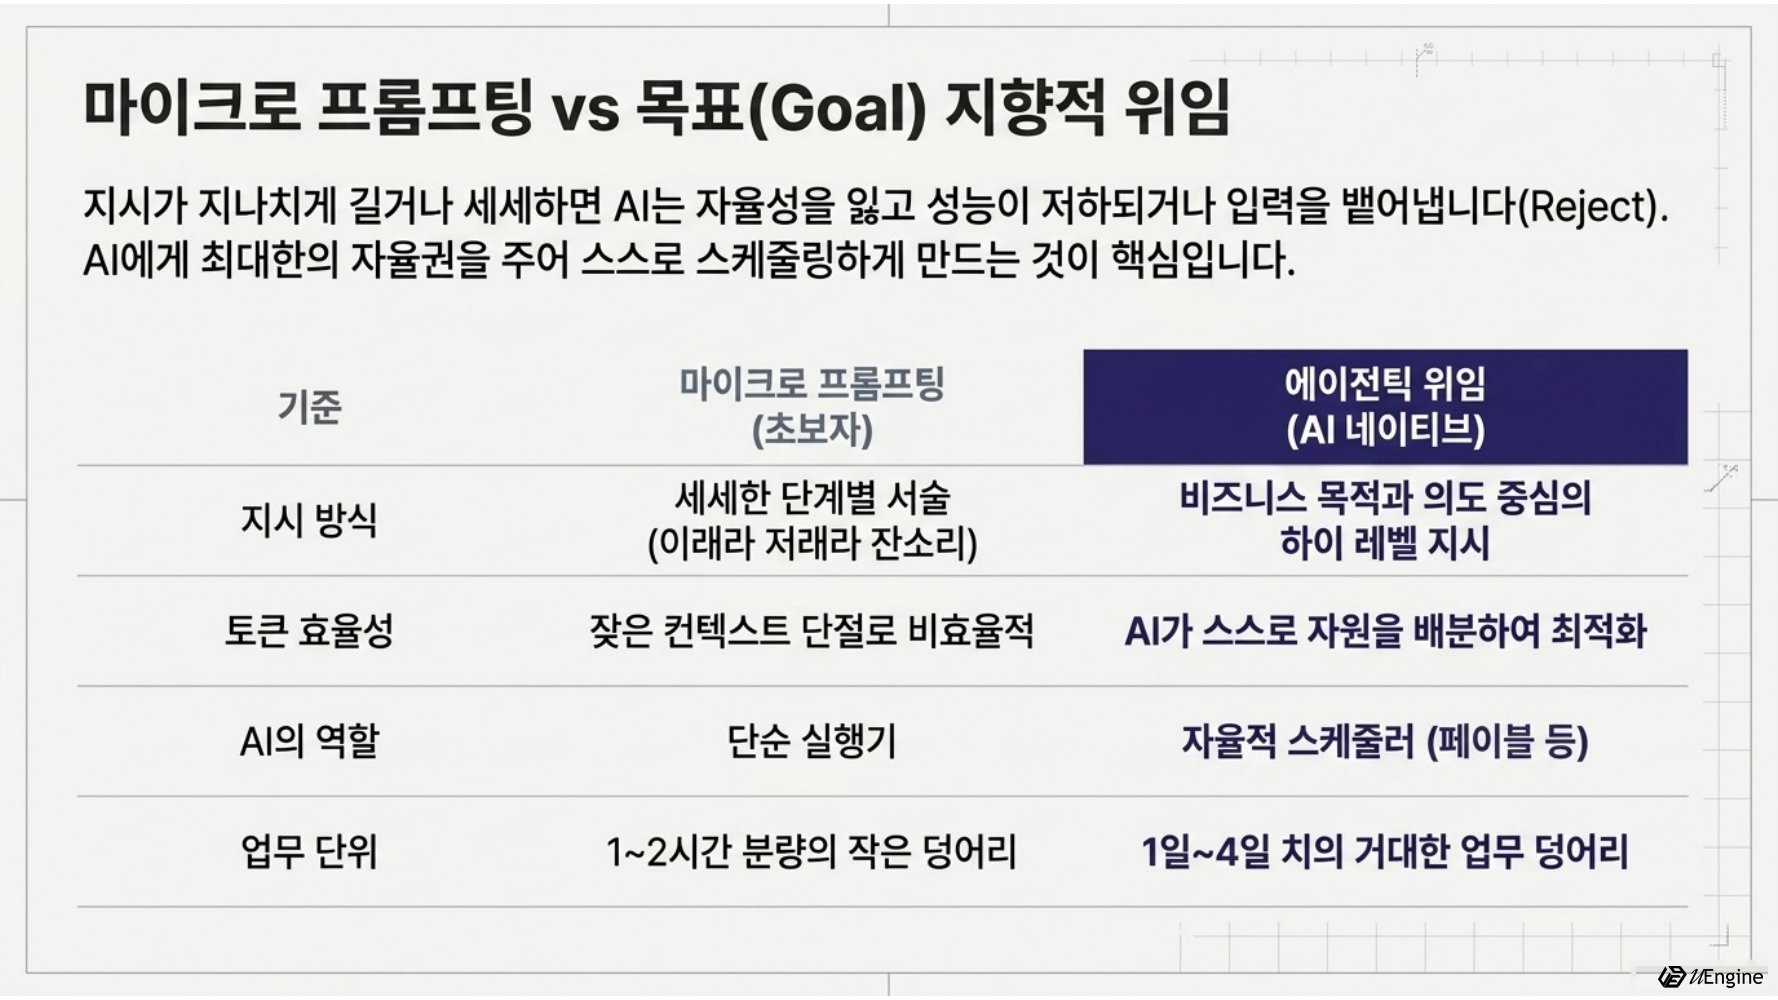 마이크로 프롬프팅 vs 목표(Goal) 지향적 위임
지시가 지나치게 길거나 세세하면 AI는 자율성을 잃고 성능이 저하되거나 입력을 뱉어냅니다(Reject).
AI에게 최대한의 자율권을 주어 스스로 스케줄링하게 만드는 것이 핵심입니다.
기준
마이크로 프롬프팅
(초보자)
에이전틱 위임
(AI 네이티브)
지시 방식
세세한 단계별 서술
(이래라 저래라 잔소리)
비즈니스 목적과 의도 중심의
하이 레벨 지시
토큰 효율성
잦은 컨텍스트 단절로 비효율적
AI가 스스로 자원을 배분하여 최적화
AI의 역할
단순 실행기
자율적 스케줄러 (페이블 등)
업무 단위
1~2시간 분량의 작은 덩어리
1일~4일 치의 거대한 업무 덩어리
uEngine